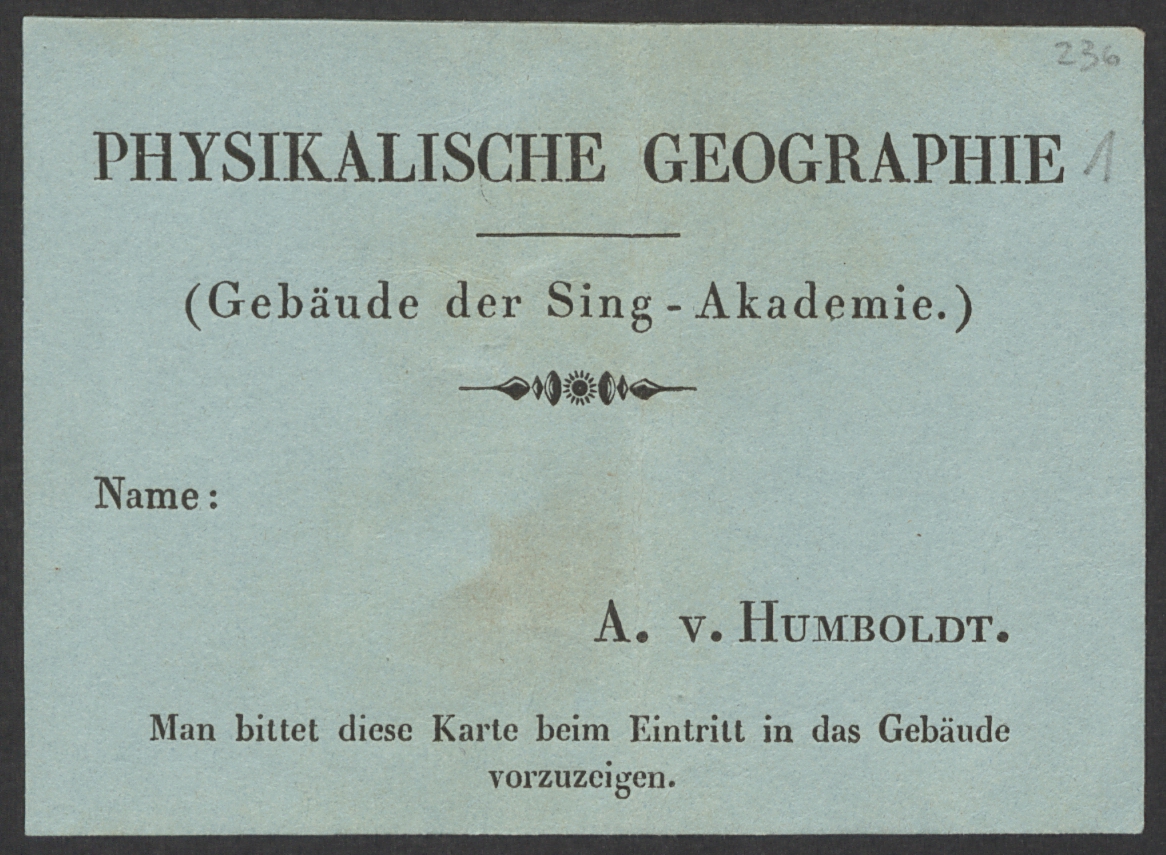 236
PHYSIKALISCHE GEOGRAPHIE 1
(Gebäude der Sing-Akademie.)
Name:
A. v. HUMBOLDT.
Man bittet diese Karte beim Eintritt in das Gebäude
vorzuzeigen.